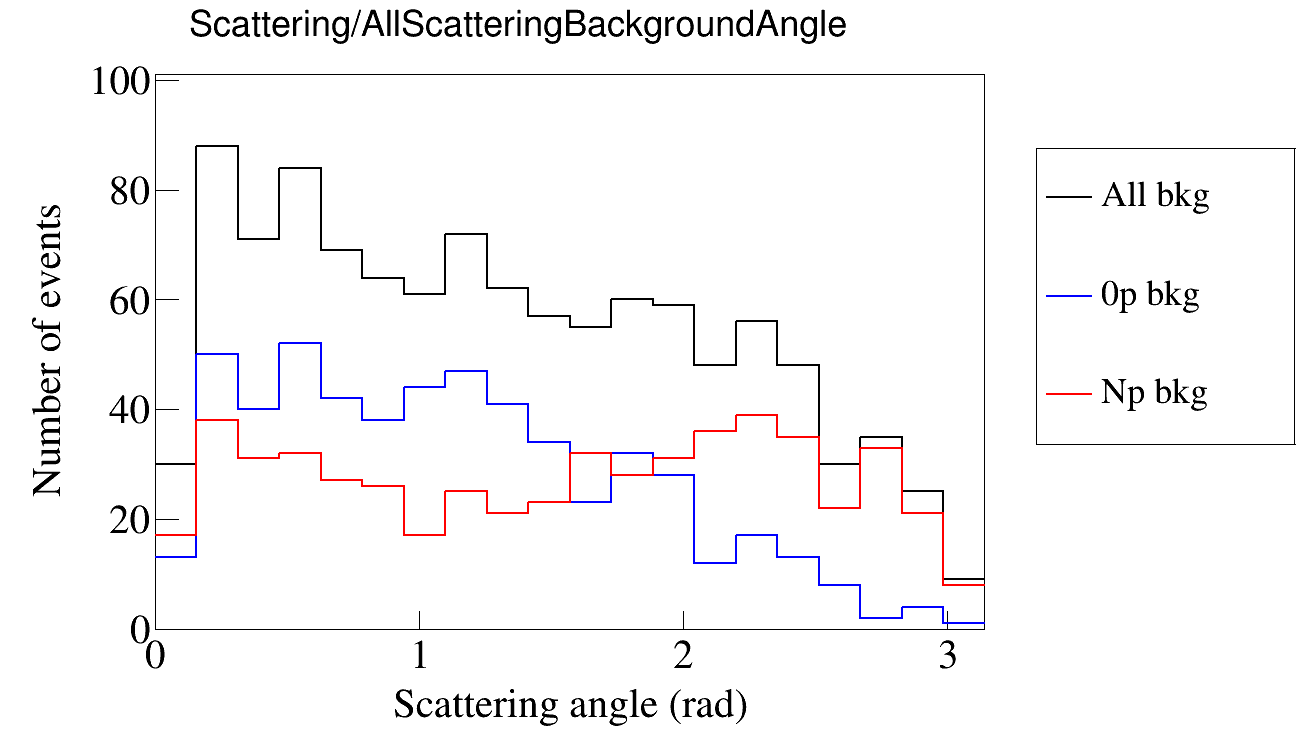 Scattering/AllScatteringBackgroundAngle
100
80
60
40
20
0
Number of events
0 1 2 3
Scattering angle (rad)
All bkg
0p bkg
Np bkg